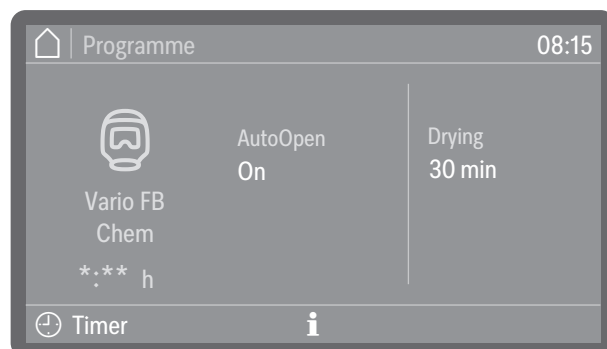 Programme 08:15
AutoOpen Drying
On 30 min
Vario FB
Chem
*:** h
Timer i